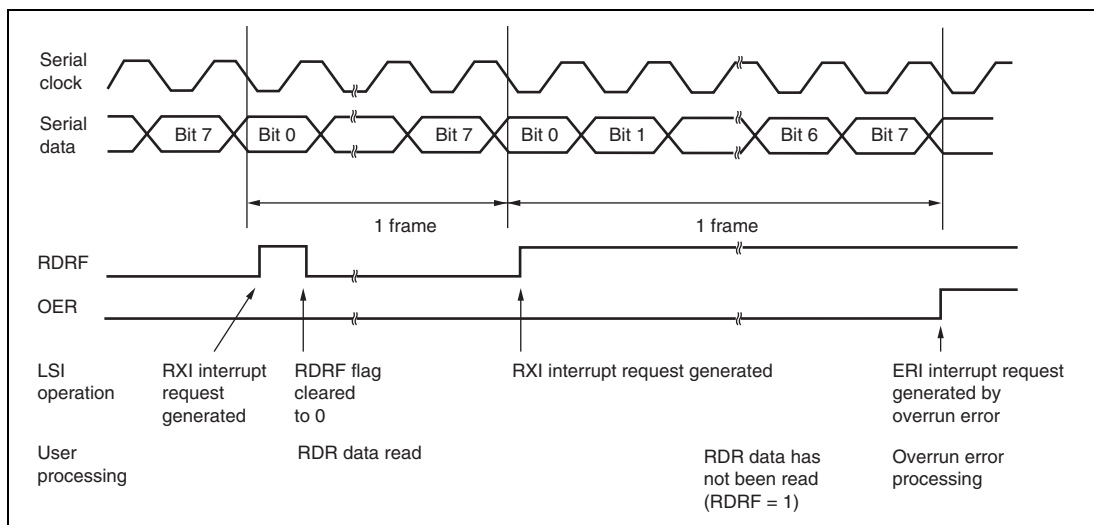 Serial
clock
Serial
data
Bit 7 Bit 0 Bit 7 Bit 0 Bit 1 Bit 6 Bit 7
1 frame 1 frame
RDRF
OER
LSI
operation
RXI interrupt
request
generated
RDRF flag
cleared
to 0
RXI interrupt request generated
ERI interrupt request
generated by
overrun error
User
processing
RDR data read
RDR data has
not been read
(RDRF = 1)
Overrun error
processing